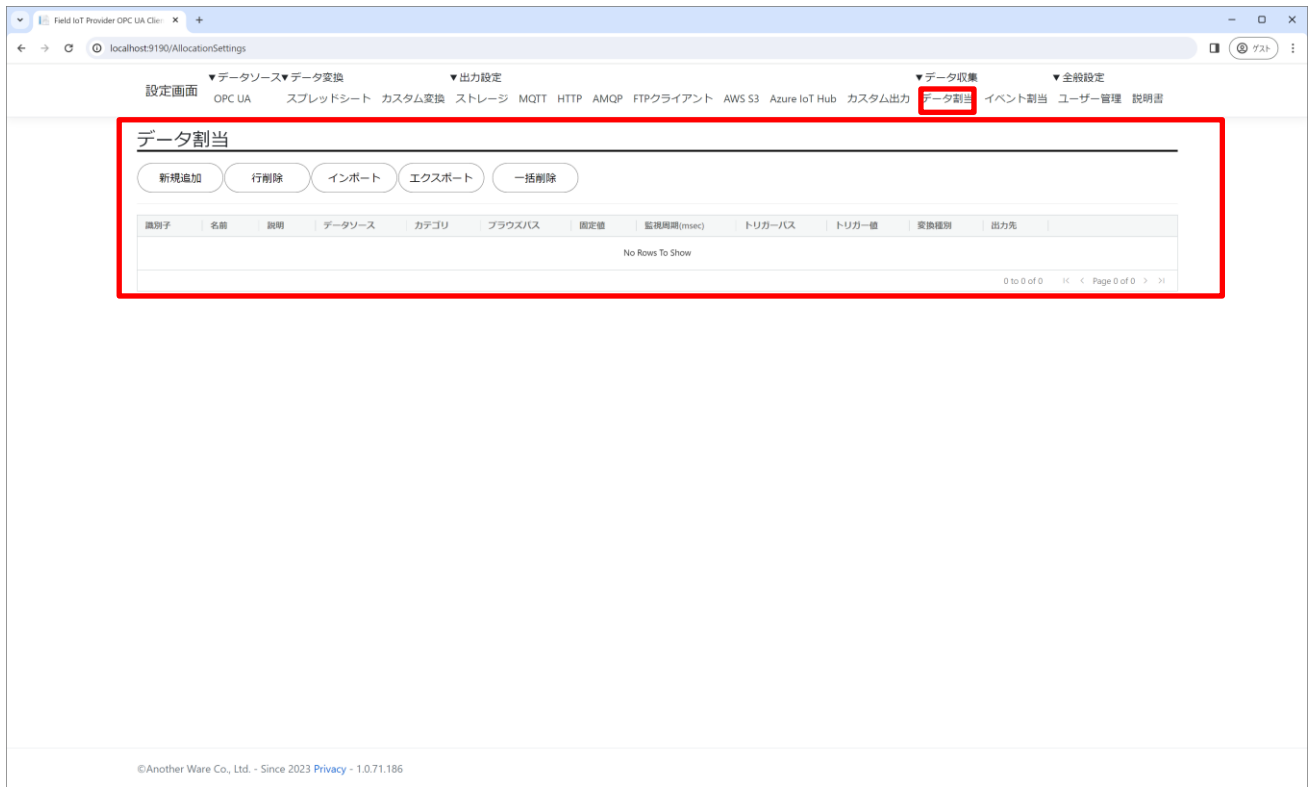 Field IoT Provider OPC UA Clie
localhost:9190/AllocationSettings
ゲスト
設定画面
▼データソース ▼データ変換 ▼出力設定 ▼データ収集 ▼全般設定
OPC UA スプレッドシート カスタム変換 ストレージ MQTT HTTP AMQP FTPクライアント AWS S3 Azure IoT Hub カスタム出力 データ割当 イベント割当 ユーザー管理 説明書
データ割当
新規追加 行削除 インポート エクスポート 一括削除
識別子 名前 説明 データソース カテゴリ ブラウズパス 固定値 監視周期(msec) トリガーパス トリガー値 変換種別 出力先
No Rows To Show
0 to 0 of 0 Page 0 of 0
©Another Ware Co., Ltd. - Since 2023 Privacy - 1.0.71.186